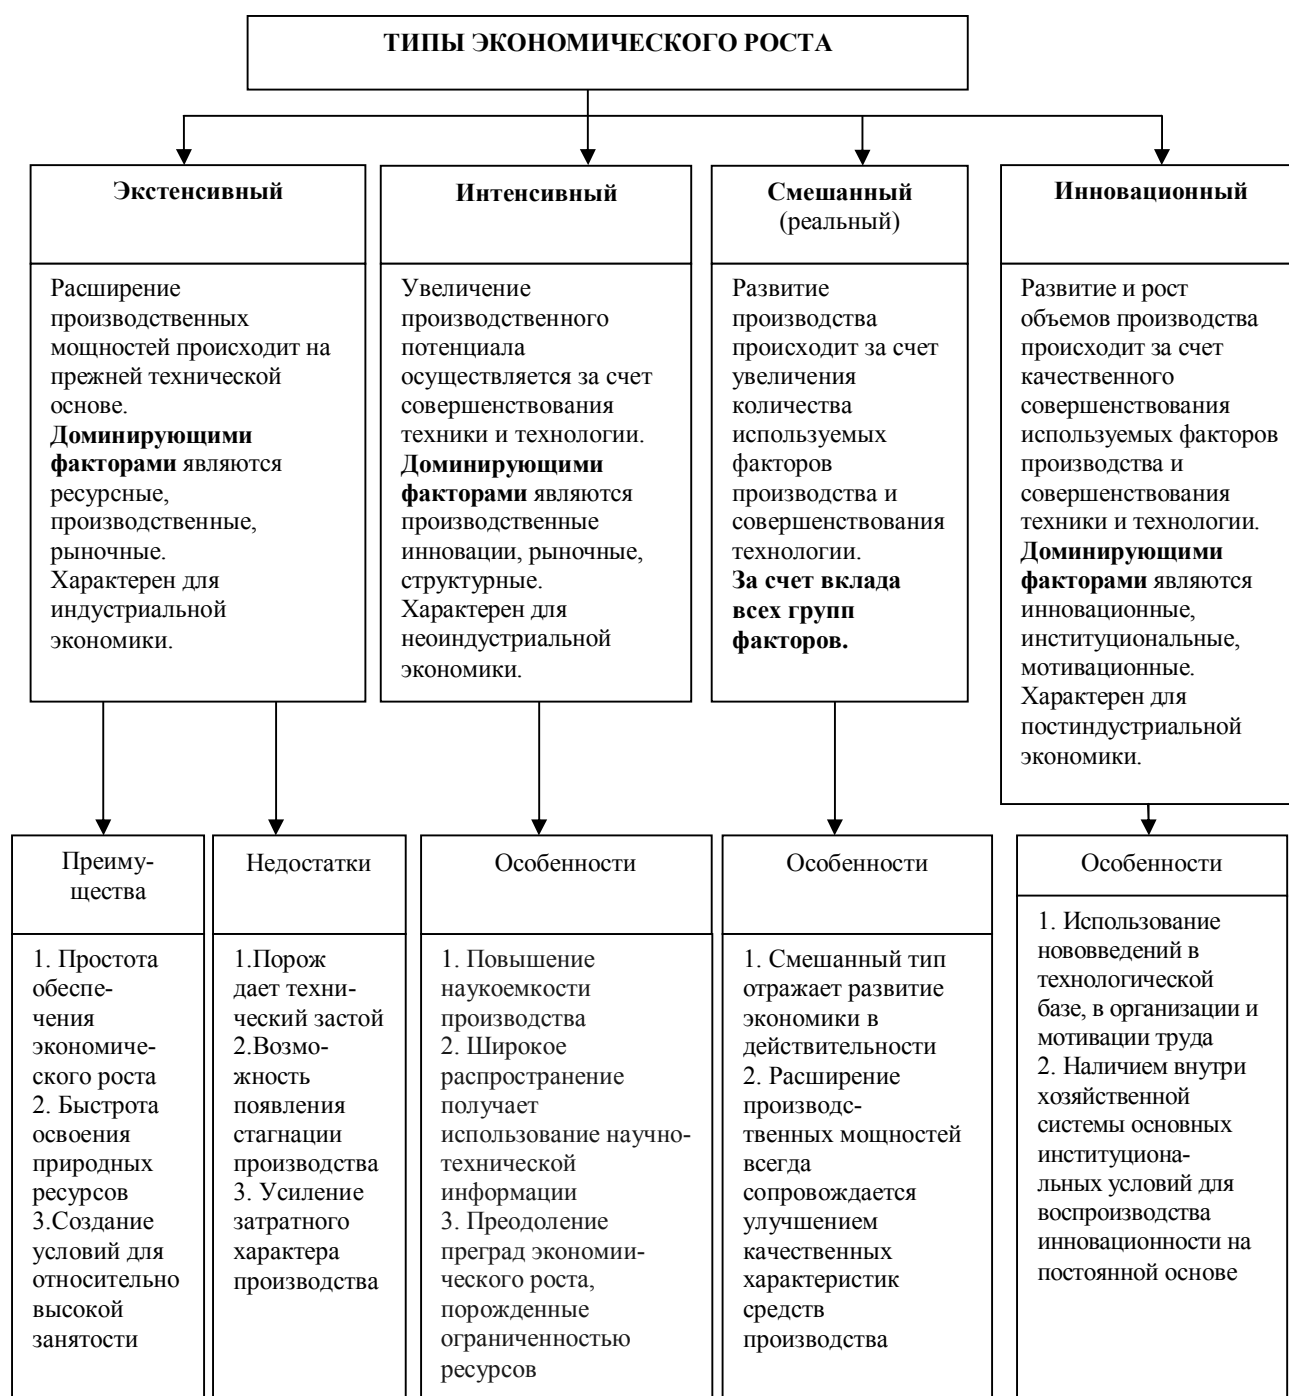 ТИПЫ ЭКОНОМИЧЕСКОГО РОСТА
Экстенсивный
Расширение
производственных
мощностей происходит на
прежней технической
основе.
Доминирующими
факторами являются
ресурсные,
производственные,
рыночные.
Характерен для
индустриальной
экономики.
Интенсивный
Увеличение
производственного
потенциала
осуществляется за счет
совершенствования
техники и технологии.
Доминирующими
факторами являются
производственные
инновации, рыночные,
структурные.
Характерен для
неоиндустриальной
экономики.
Смешанный
(реальный)
Развитие
производства
происходит за счет
увеличения
количества
используемых
факторов
производства и
совершенствования
технологии.
За счет вклада
всех групп
факторов.
Инновационный
Развитие и рост
объемов производства
происходит за счет
качественного
совершенствования
используемых факторов
производства и
совершенствования
техники и технологии.
Доминирующими
факторами являются
инновационные,
институциональные,
мотивационные.
Характерен для
постиндустриальной
экономики.
Преиму-
щества
1. Простота
обеспе-
чения
экономиче-
ского роста
2. Быстрота
освоения
природных
ресурсов
3.Создание
условий для
относительно
высокой
занятости
Недостатки
1.Порож
дает техни-
ческий застой
2.Возмо-
жность
появления
стагнации
производства
3. Усиление
затратного
характера
производства
Особенности
1. Повышение
наукоемкости
производства
2. Широкое
распространение
получает
использование научно-
технической
информации
3. Преодоление
преград экономии-
ческого роста,
порожденные
ограниченностью
ресурсов
Особенности
1. Смешанный тип
отражает развитие
экономики в
действительности
2. Расширение
производс-
твенных мощностей
всегда
сопровождается
улучшением
качественных
характеристик
средств
производства
Особенности
1. Использование
нововведений в
технологической
базе, в организации и
мотивации труда
2. Наличием внутри
хозяйственной
системы основных
институциона-
льных условий для
воспроизводства
инновационности на
постоянной основе